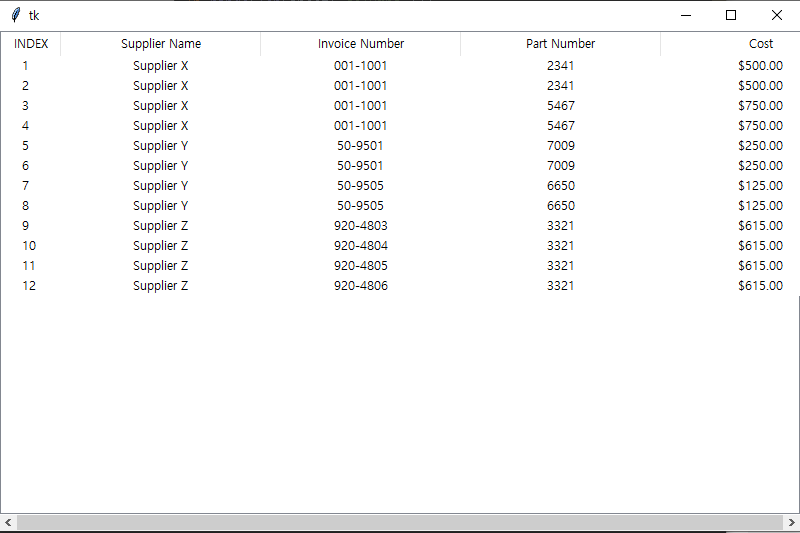 tk
INDEX Supplier Name Invoice Number Part Number Cost
1 Supplier X 001-1001 2341 $500.00
2 Supplier X 001-1001 2341 $500.00
3 Supplier X 001-1001 5467 $750.00
4 Supplier X 001-1001 5467 $750.00
5 Supplier Y 50-9501 7009 $250.00
6 Supplier Y 50-9501 7009 $250.00
7 Supplier Y 50-9505 6650 $125.00
8 Supplier Y 50-9505 6650 $125.00
9 Supplier Z 920-4803 3321 $615.00
10 Supplier Z 920-4804 3321 $615.00
11 Supplier Z 920-4805 3321 $615.00
12 Supplier Z 920-4806 3321 $615.00